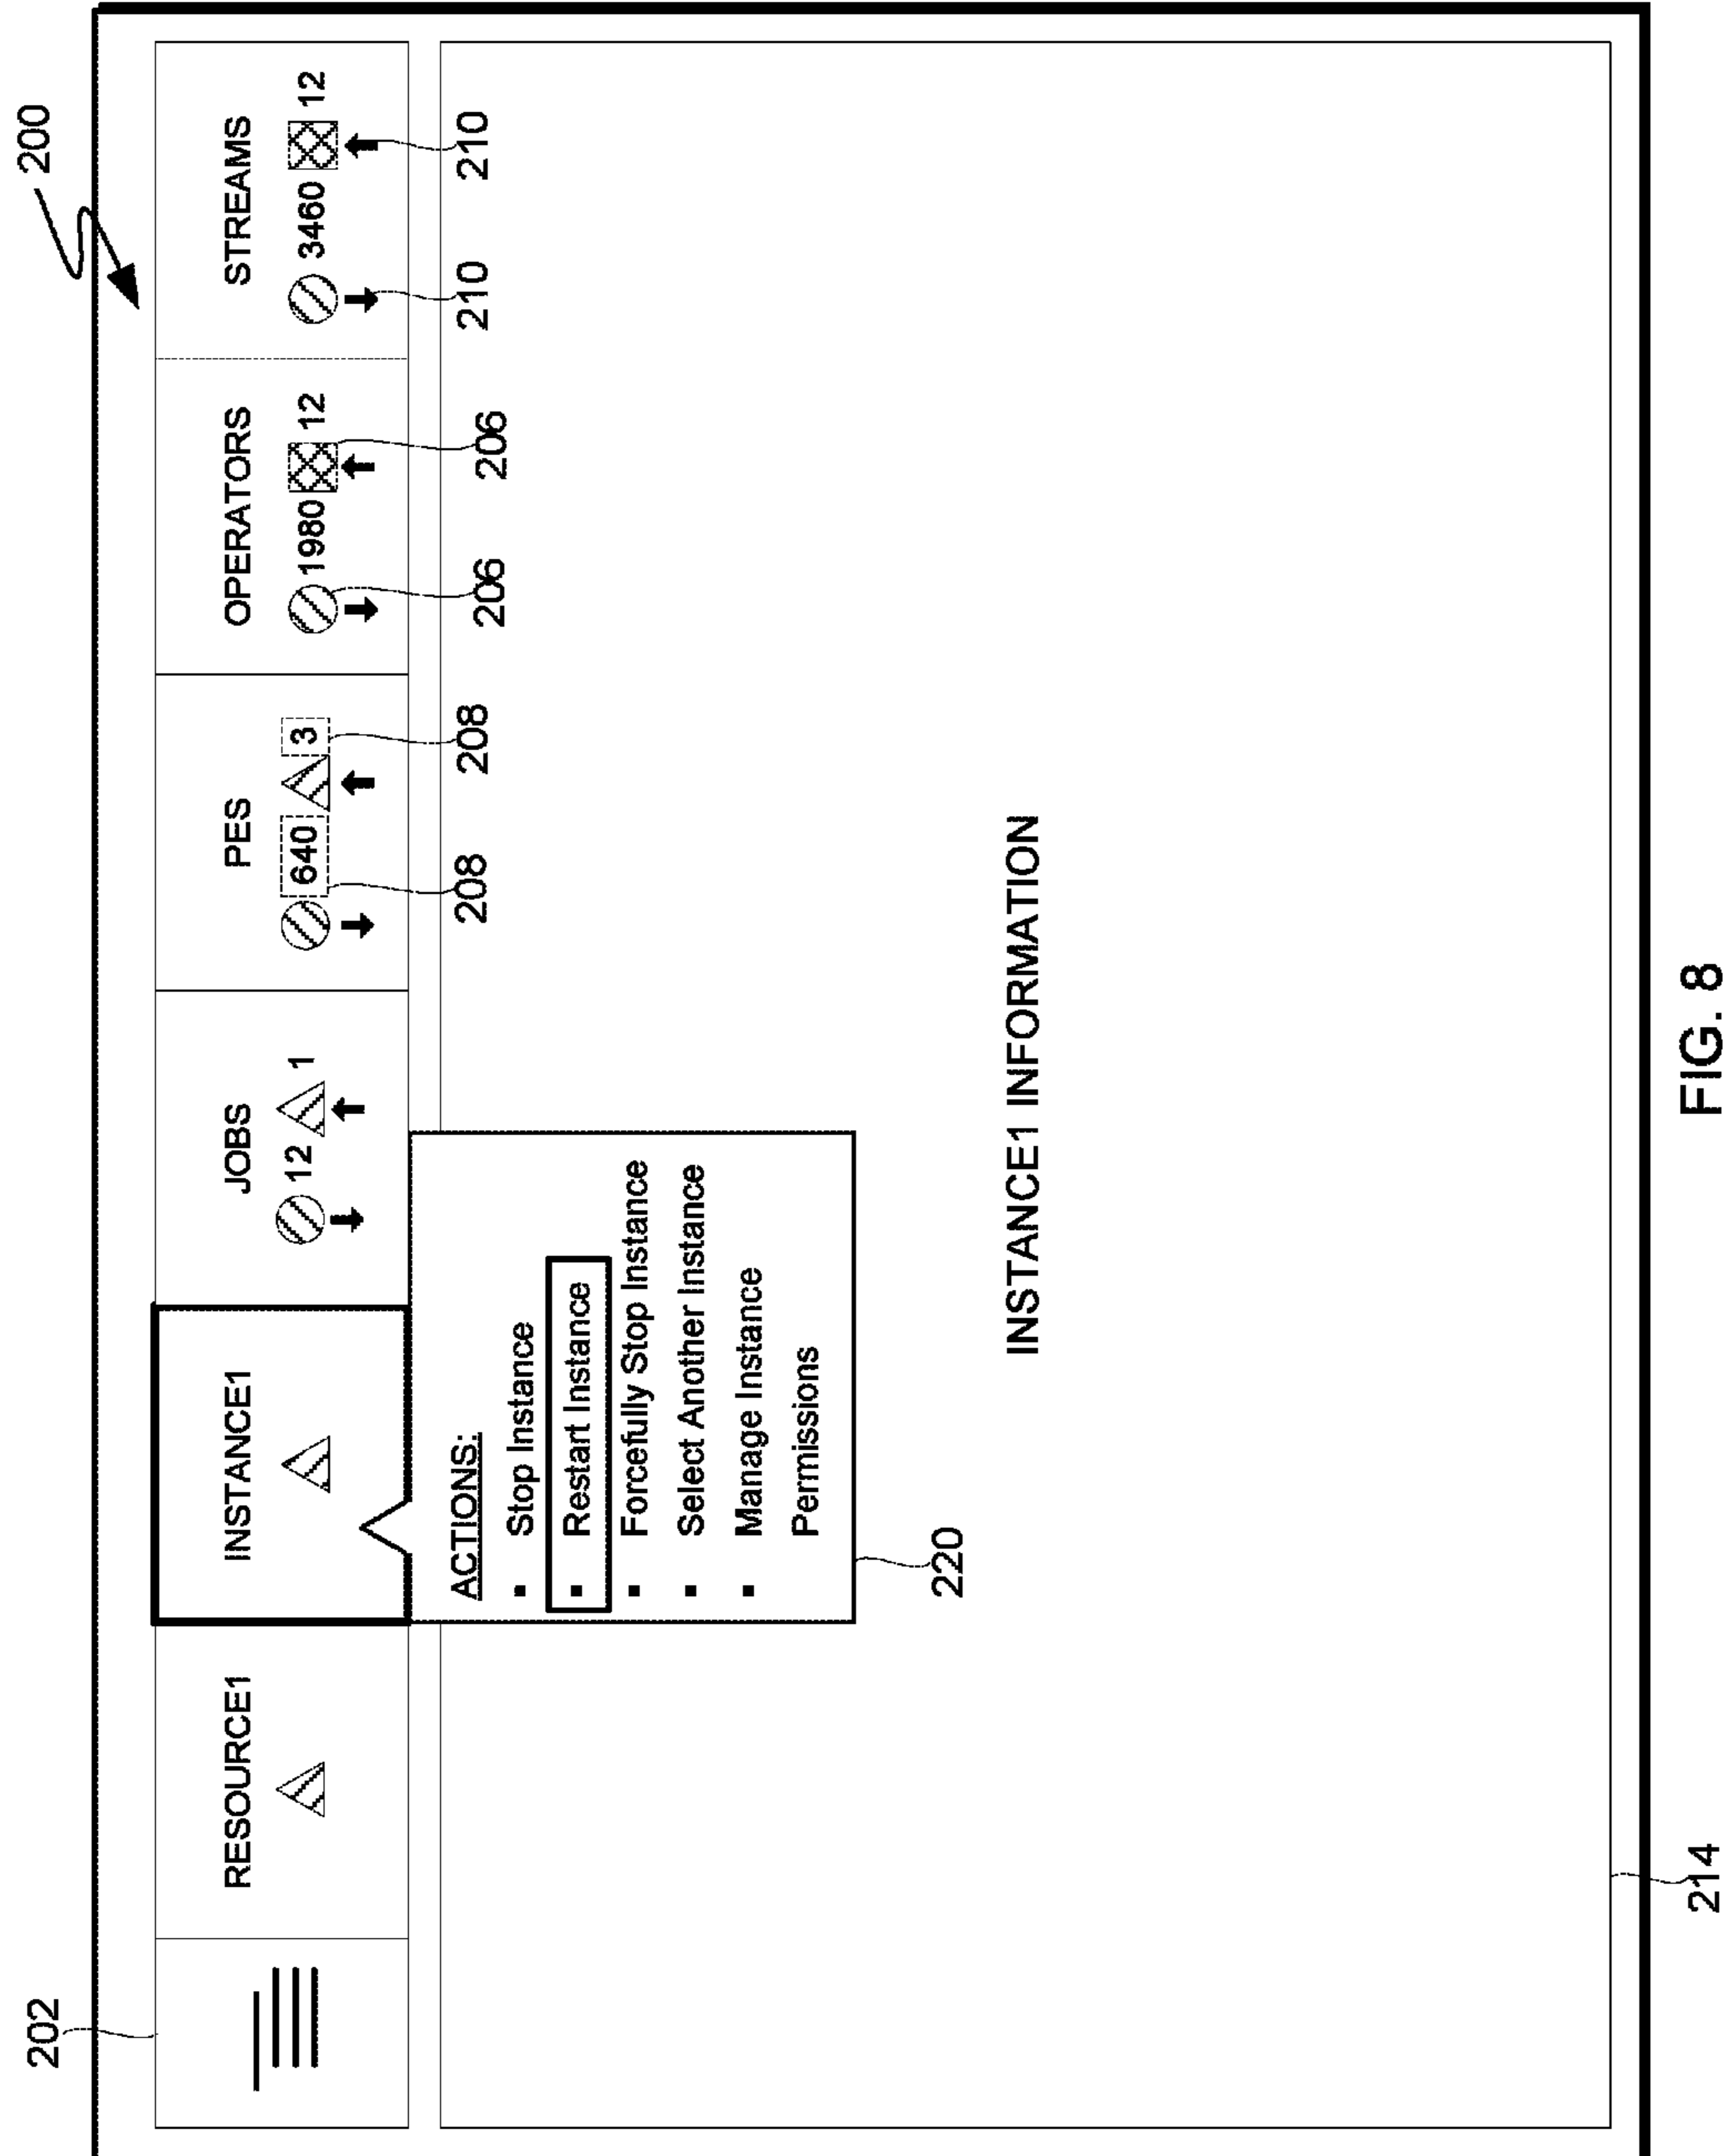 200
202
RESOURCE1
INSTANCE1
JOBS
12 1
PES
640 3
OPERATORS
1980 12
STREAMS
3460 12
208 208 206 206 210 210
ACTIONS:
▪ Stop Instance
▪ Restart Instance
▪ Forcefully Stop Instance
▪ Select Another Instance
▪ Manage Instance
Permissions
220
INSTANCE1 INFORMATION
214
FIG. 8